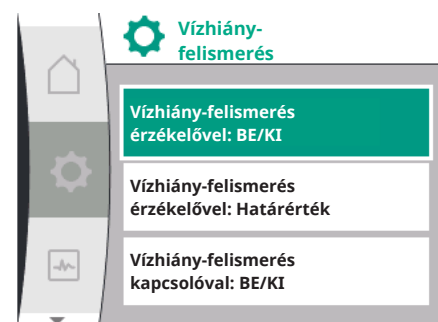 Vízhiány-
felismerés
Vízhiány-felismerés
érzékelővel: BE/KI
Vízhiány-felismerés
érzékelővel: Határérték
Vízhiány-felismerés
kapcsolóval: BE/KI